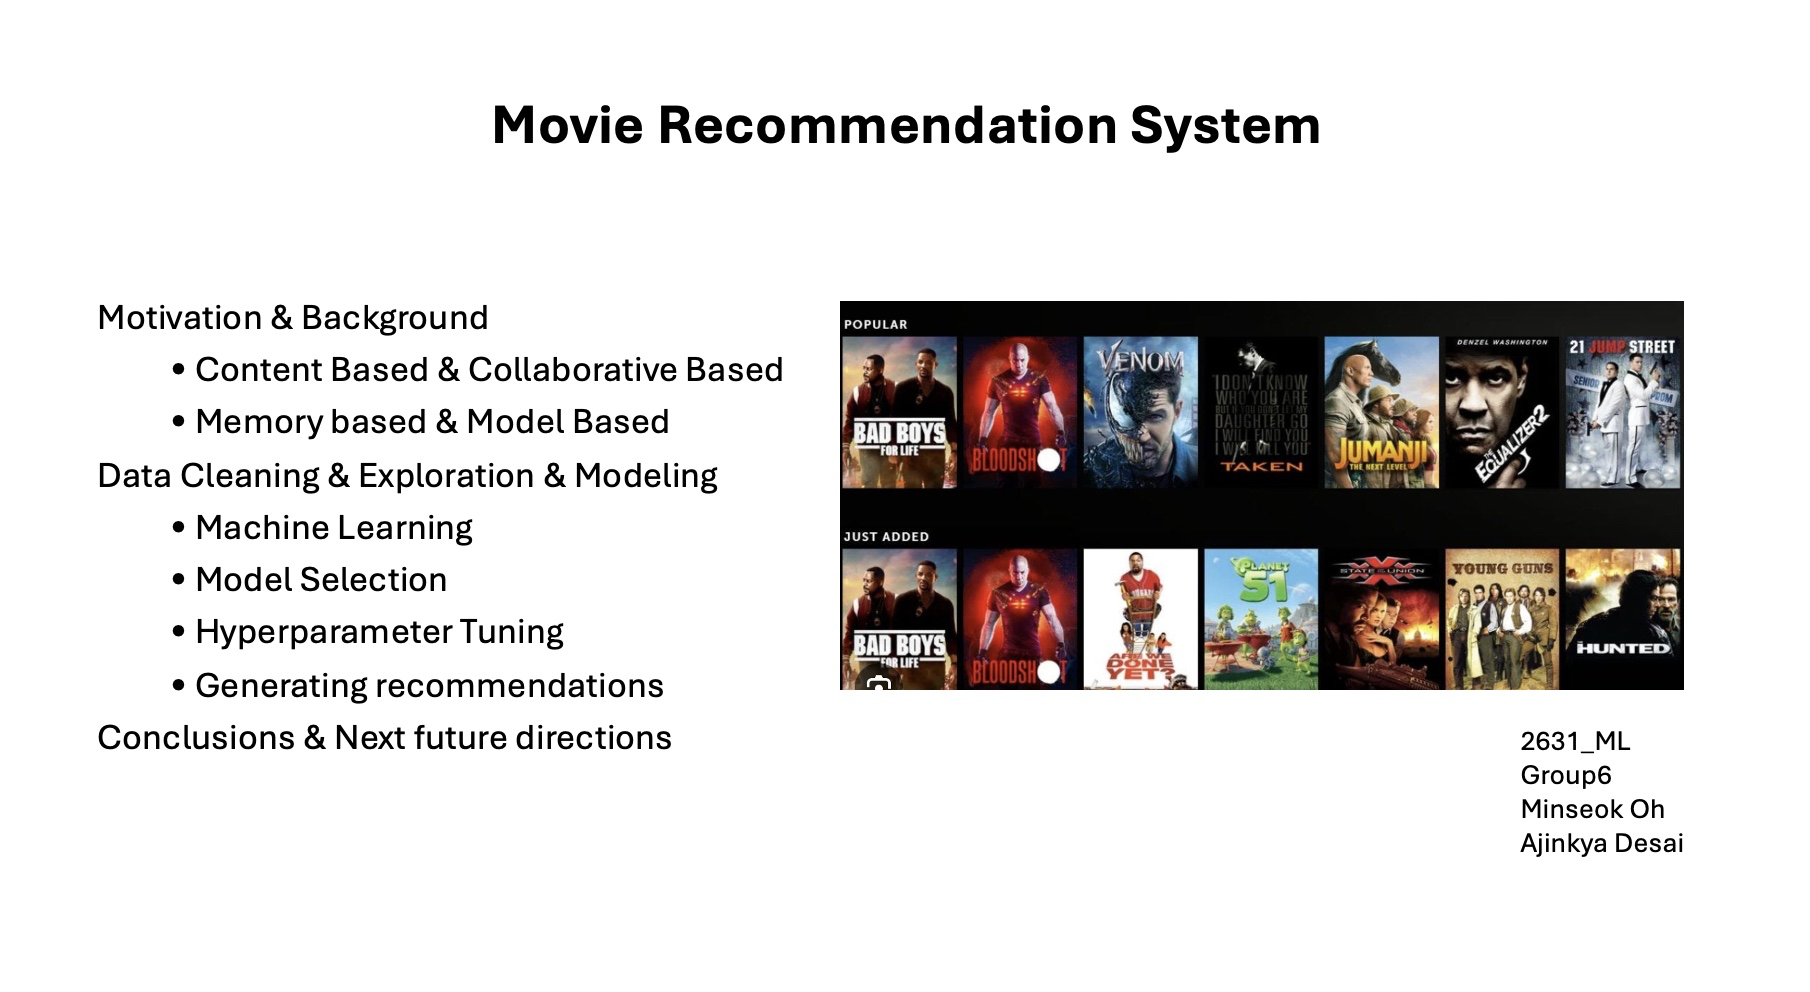 Movie Recommendation System
Motivation & Background
• Content Based & Collaborative Based
• Memory based & Model Based
Data Cleaning & Exploration & Modeling
• Machine Learning
• Model Selection
• Hyperparameter Tuning
• Generating recommendations
Conclusions & Next future directions
POPULAR
BAD BOYS
FOR LIFE
BLOODSHOT
VENOM
I DON'T KNOW
WHO YOU ARE
BUT IF YOU DON'T LET MY
DAUGHTER GO
I WILL FIND YOU
I WILL KILL YOU
TAKEN
JUMANJI
THE NEXT LEVEL
DENZEL WASHINGTON
THE
EQUALIZER 2
21 JUMP STREET
SENIOR
PROM
JUST ADDED
BAD BOYS
FOR LIFE
BLOODSHOT
ARE WE
DONE
YET?
PLANET
51
XXX
STATE OF THE UNION
YOUNG GUNS
THE
HUNTED
2631_ML
Group6
Minseok Oh
Ajinkya Desai